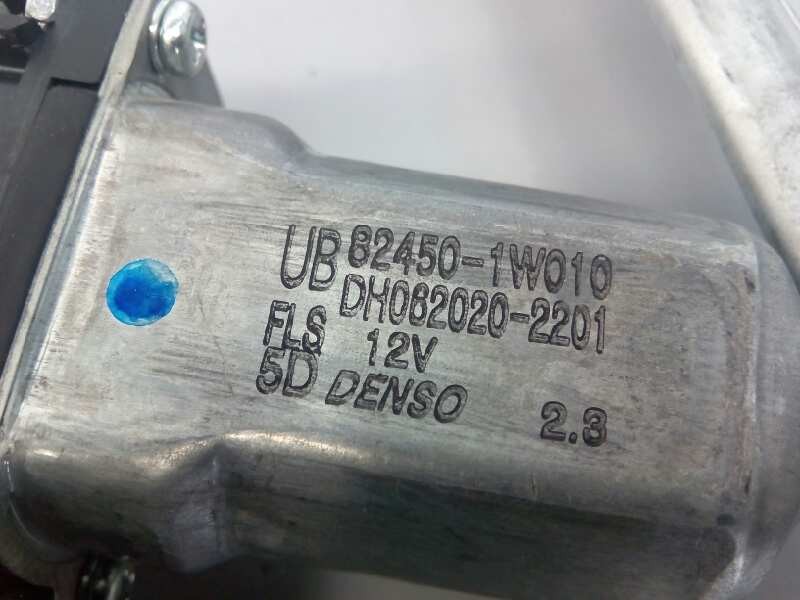 UB 82450-1W010
DH062020-2201
FLS 12V
5D DENSO 2.3